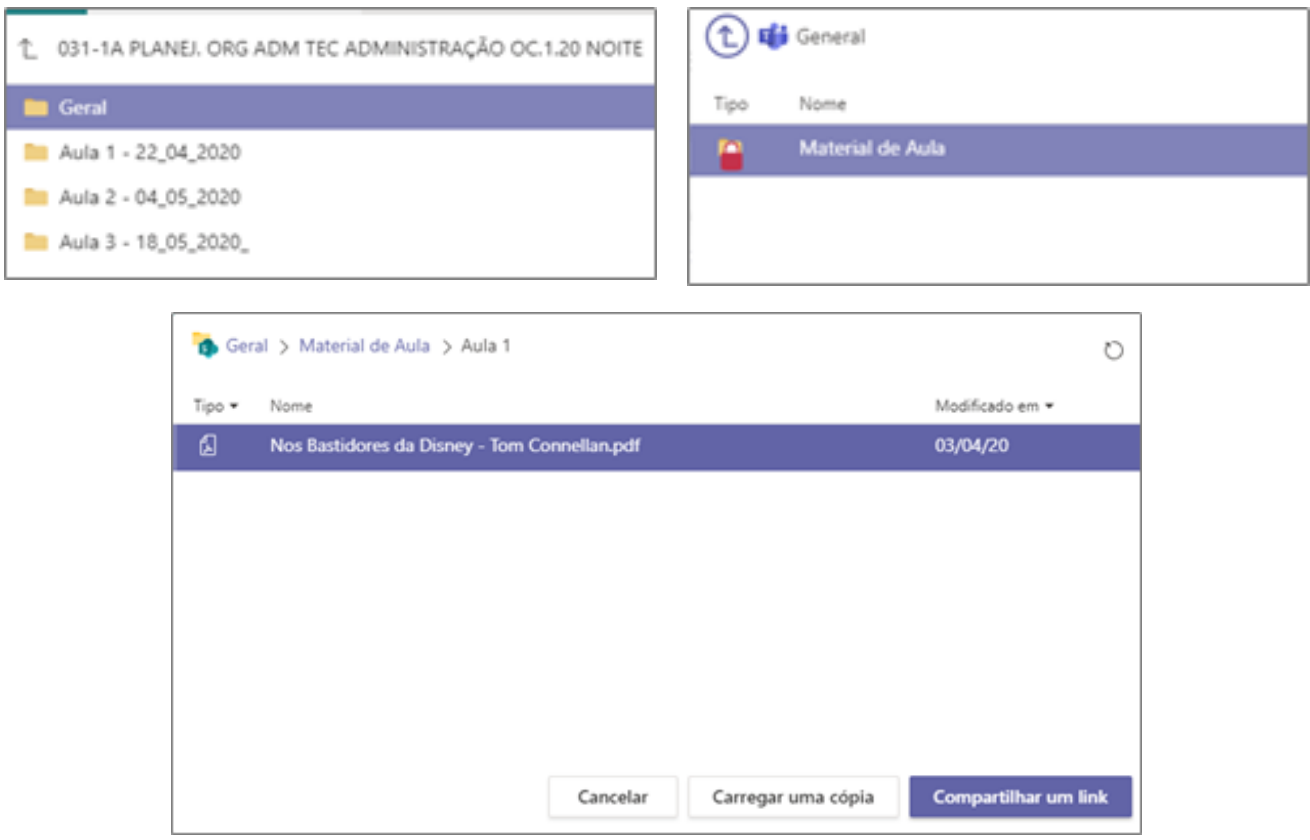 031-1A PLANEJ. ORG ADM TEC ADMINISTRAÇÃO OC.1.20 NOITE
Geral
Aula 1 - 22_04_2020
Aula 2 - 04_05_2020
Aula 3 - 18_05_2020_
General
Tipo Nome
Material de Aula
Geral > Material de Aula > Aula 1
Tipo Nome Modificado em
Nos Bastidores da Disney - Tom Connellan.pdf 03/04/20
Cancelar Carregar uma cópia Compartilhar um link